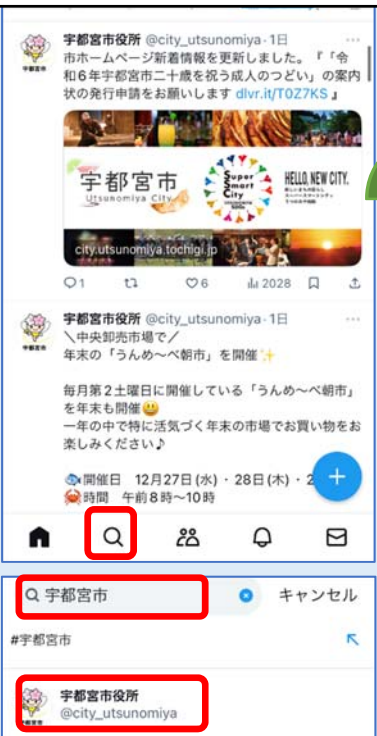 宇都宮市役所 @city_utsunomiya·1日
市ホームページ新着情報を更新しました。『「令
和6年宇都宮市二十歳を祝う成人のつどい」の案内
状の発行申請をお願いします dlvr.it/T0Z7KS 』
宇都宮市
Utsunomiya City
Super
Smart
City
HELLO, NEW CITY.
city.utsunomiya.tochigi.jp
1 6 2028
宇都宮市役所 @city_utsunomiya·1日
＼中央卸売市場で／
年末の「うんめ～べ朝市」を開催✨
毎月第2土曜日に開催している「うんめ～べ朝市」
を年末も開催😃
一年の中で特に活気づく年末の市場でお買い物をお
楽しみください♪
🐟開催日 12月27日(水)・28日(木)・2
🦀時間 午前8時～10時
宇都宮市
キャンセル
#宇都宮市
宇都宮市役所
@city_utsunomiya